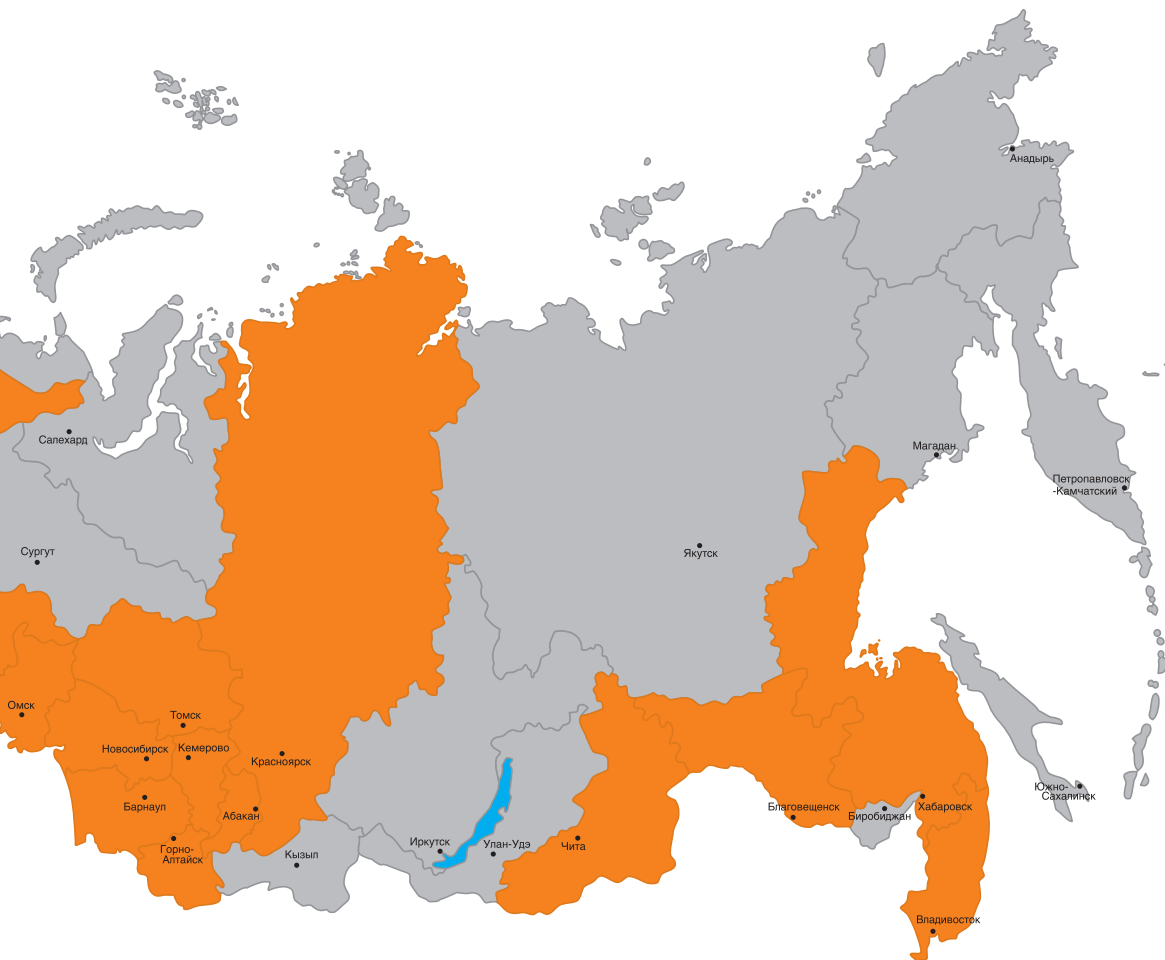 Анадырь
Салехард
Магадан
Петропавловск
-Камчатский
Сургут
Якутск
Омск
Томск
Новосибирск
Кемерово
Красноярск
Барнаул
Абакан
Благовещенск
Биробиджан
Хабаровск
Южно-
Сахалинск
Горно-
Алтайск
Кызыл
Иркутск
Улан-Удэ
Чита
Владивосток